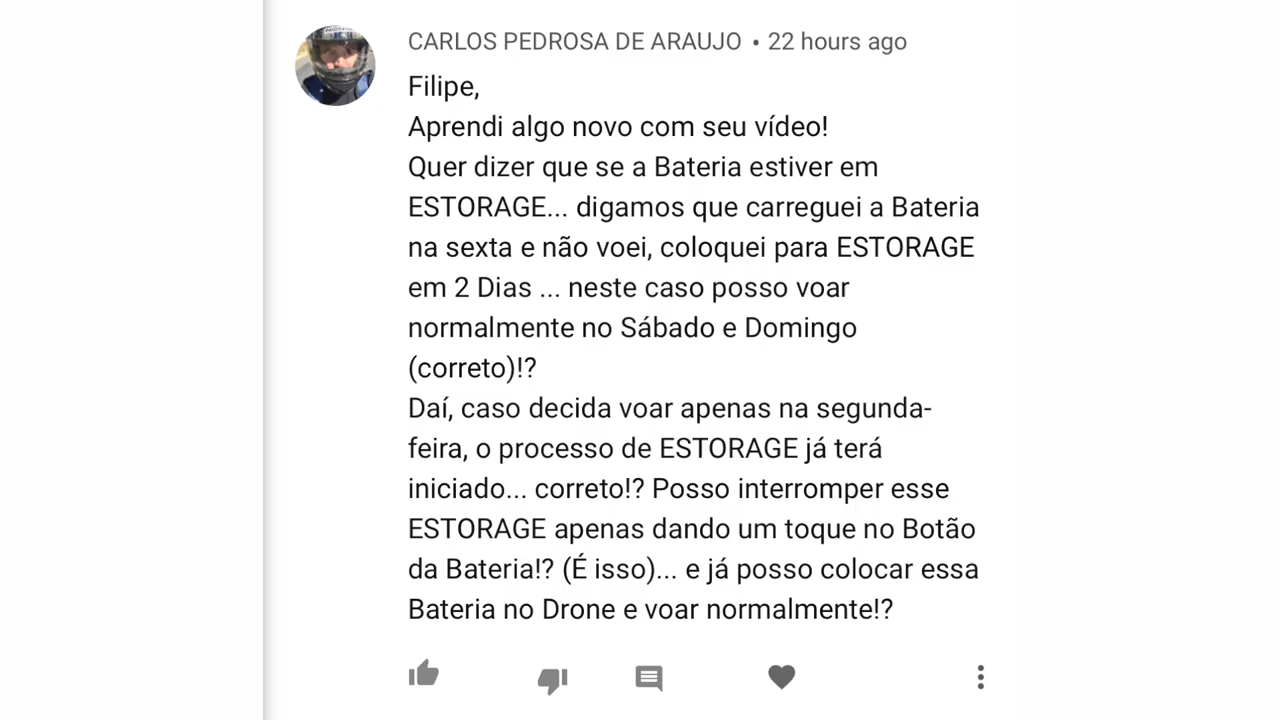 CARLOS PEDROSA DE ARAUJO • 22 hours ago
Filipe,
Aprendi algo novo com seu vídeo!
Quer dizer que se a Bateria estiver em
ESTORAGE... digamos que carreguei a Bateria
na sexta e não voei, coloquei para ESTORAGE
em 2 Dias ... neste caso posso voar
normalmente no Sábado e Domingo
(correto)!?
Daí, caso decida voar apenas na segunda-
feira, o processo de ESTORAGE já terá
iniciado... correto!? Posso interromper esse
ESTORAGE apenas dando um toque no Botão
da Bateria!? (É isso)... e já posso colocar essa
Bateria no Drone e voar normalmente!?